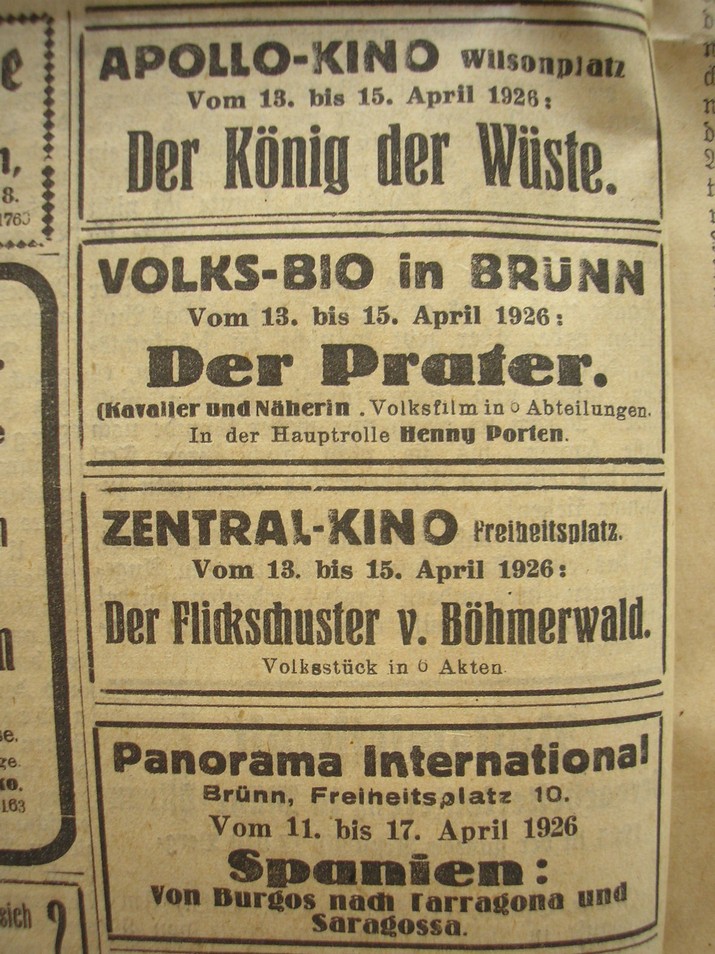 APOLLO-KINO Wilsonplatz
Vom 13. bis 15. April 1926:
Der König der Wüste.
VOLKS-BIO in BRÜNN
Vom 13. bis 15. April 1926:
Der Prater.
(Kavalier und Näherin . Volksfilm in 6 Abteilungen.
In der Hauptrolle Henny Porten.
ZENTRAL-KINO Freiheitsplatz.
Vom 13. bis 15. April 1926:
Der Flickschuster v. Böhmerwald.
Volksstück in 6 Akten
Panorama International
Brünn, Freiheitsplatz 10.
Vom 11. bis 17. April 1926
Spanien:
Von Burgos nach Tarragona und
Saragossa.